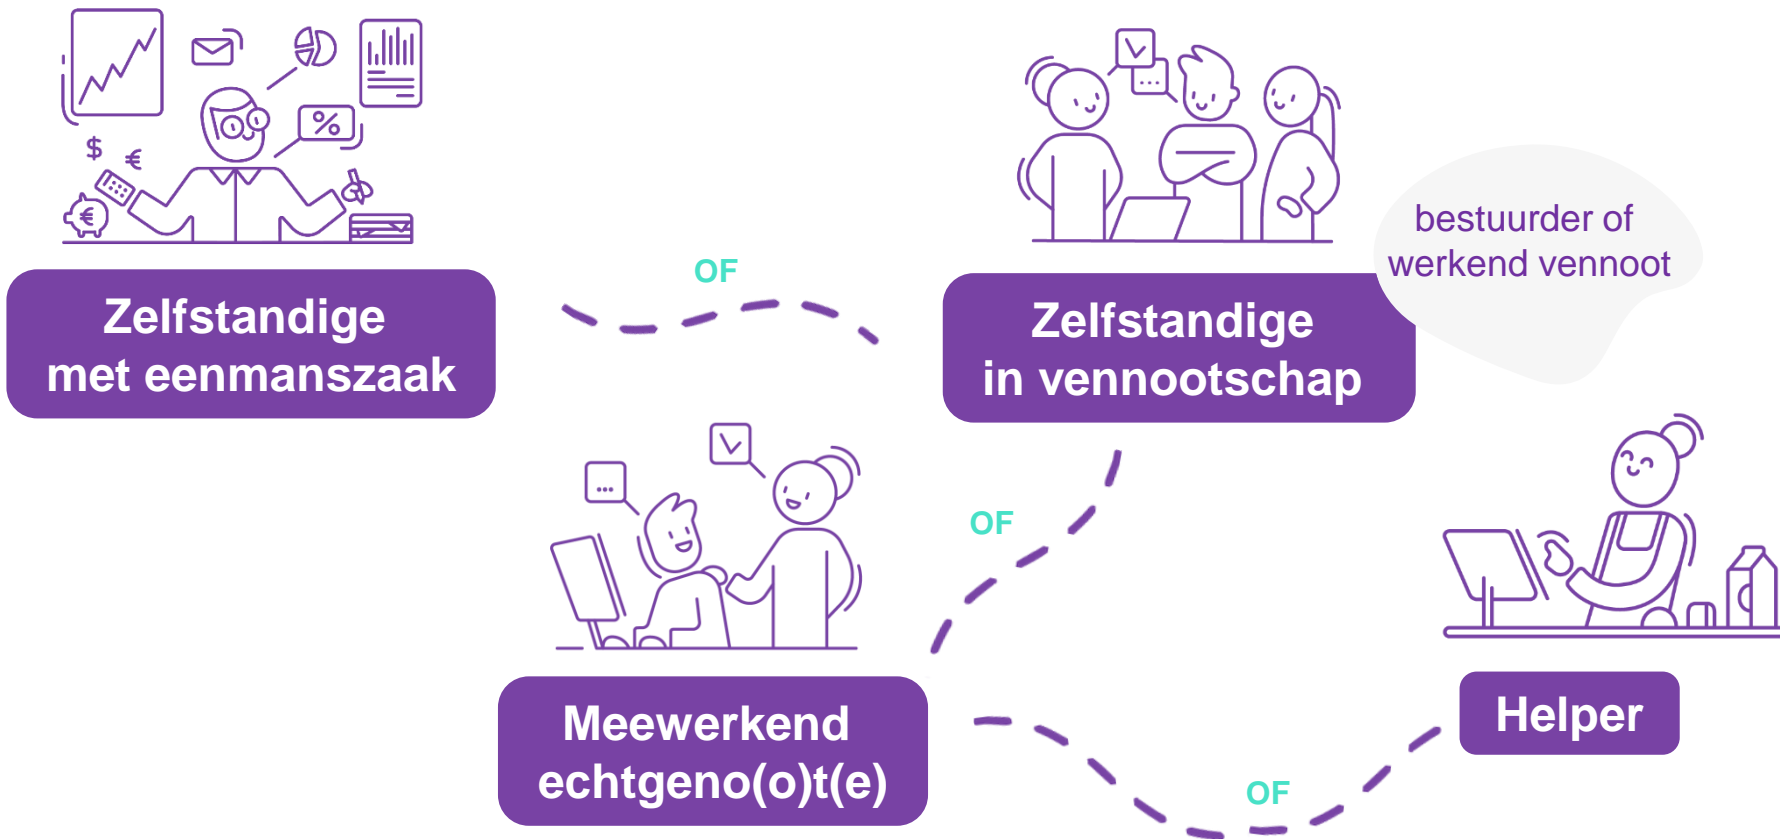 Zelfstandige
met eenmanszaak
OF
Zelfstandige
in vennootschap
bestuurder of
werkend vennoot
OF
Meewerkend
echtgeno(o)t(e)
OF
Helper
$
€
€
%
...
...